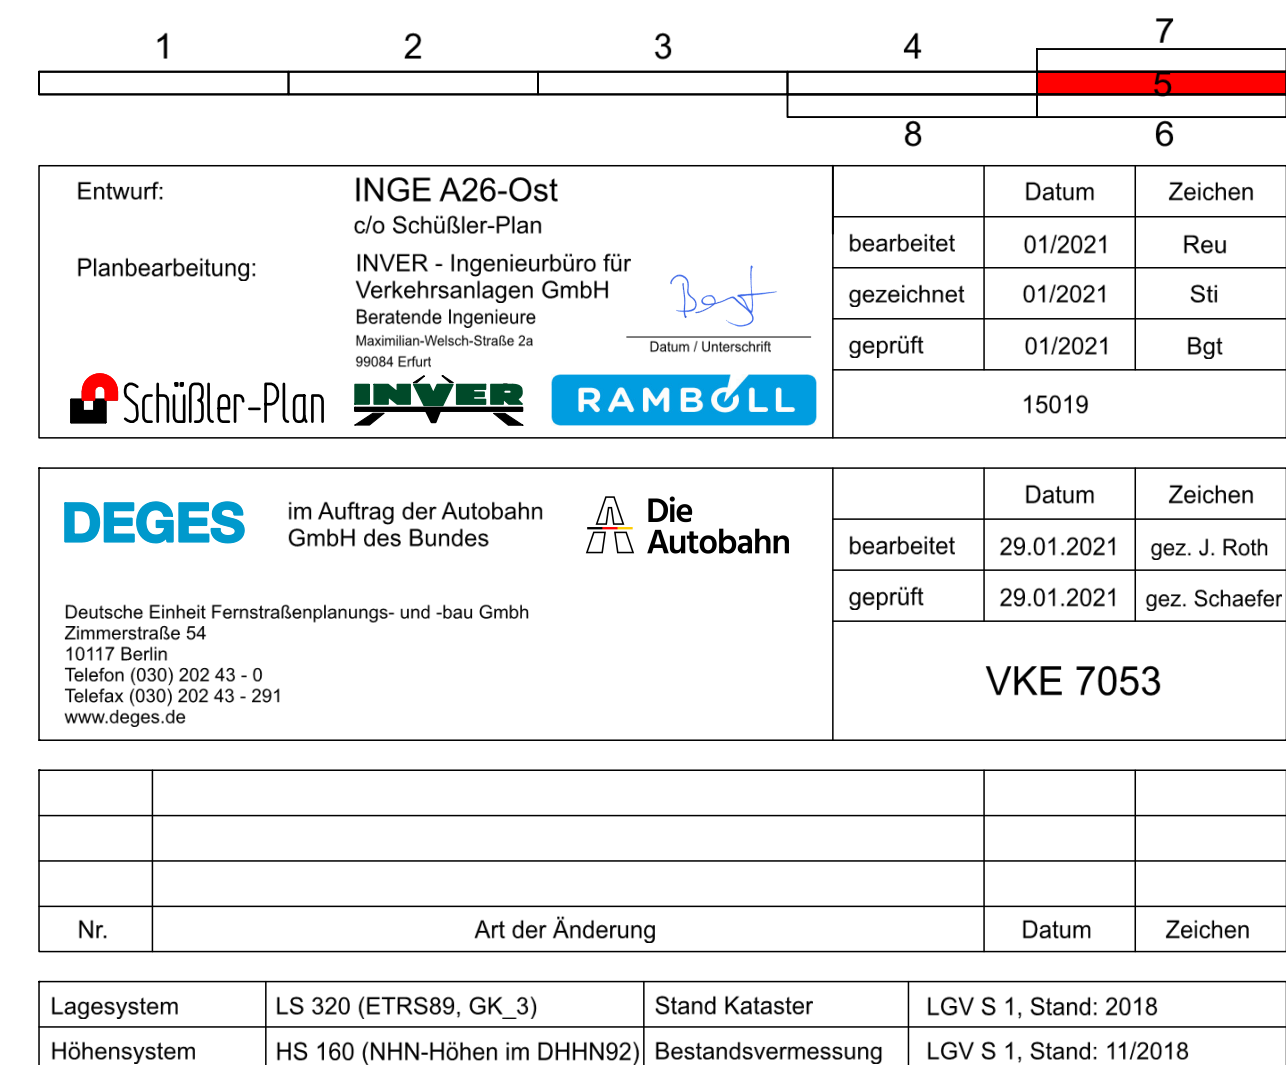 1 2 3 4 7
5
8 6
Entwurf: INGE A26-Ost Datum Zeichen
c/o Schüßler-Plan
bearbeitet 01/2021 Reu
Planbearbeitung: INVER - Ingenieurbüro für
Verkehrsanlagen GmbH
gezeichnet 01/2021 Sti
Beratende Ingenieure
Maximilian-Welsch-Straße 2a
Datum / Unterschrift
geprüft 01/2021 Bgt
99084 Erfurt
Schüßler-Plan INVER RAMBOLL 15019
Datum Zeichen
DEGES im Auftrag der Autobahn Die
GmbH des Bundes Autobahn
bearbeitet 29.01.2021 gez. J. Roth
geprüft 29.01.2021 gez. Schaefer
Deutsche Einheit Fernstraßenplanungs- und -bau Gmbh
Zimmerstraße 54
10117 Berlin
Telefon (030) 202 43 - 0
Telefax (030) 202 43 - 291
www.deges.de
VKE 7053
Nr. Art der Änderung Datum Zeichen
Lagesystem LS 320 (ETRS89, GK_3) Stand Kataster LGV S 1, Stand: 2018
Höhensystem HS 160 (NHN-Höhen im DHHN92) Bestandsvermessung LGV S 1, Stand: 11/2018